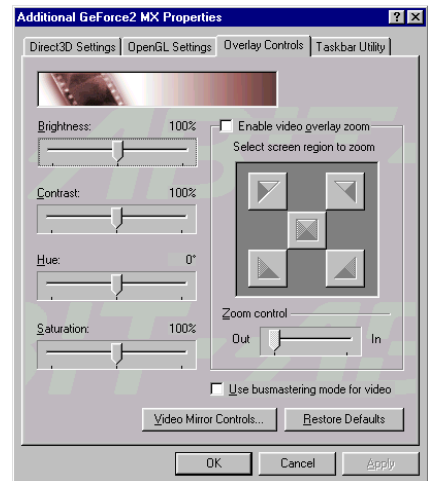 Additional GeForce2 MX Properties
Direct3D Settings OpenGL Settings Overlay Controls Taskbar Utility
Brightness: 100%
Contrast: 100%
Hue: 0°
Saturation: 100%
Enable video overlay zoom
Select screen region to zoom
Zoom control
Out In
Use busmastering mode for video
Video Mirror Controls... Restore Defaults
OK Cancel Apply